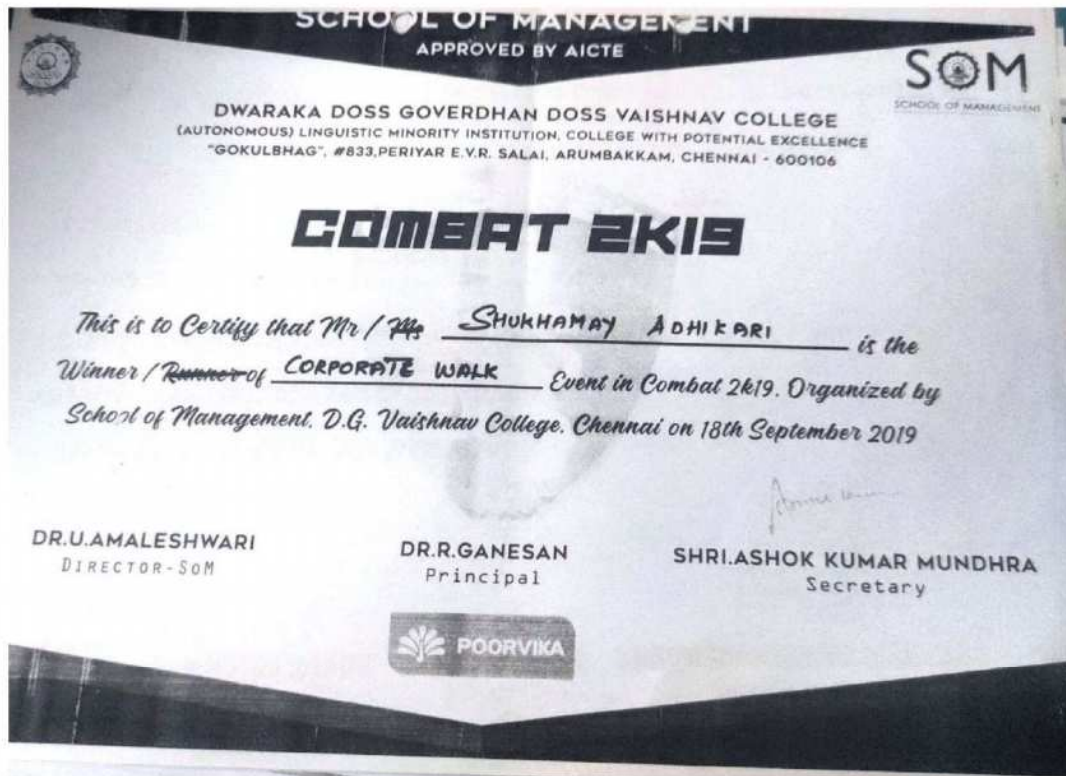 SCHOOL OF MANAGEMENT
APPROVED BY AICTE
SOM
SCHOOL OF MANAGEMENT
DWARAKA DOSS GOVERDHAN DOSS VAISHNAV COLLEGE
(AUTONOMOUS) LINGUISTIC MINORITY INSTITUTION, COLLEGE WITH POTENTIAL EXCELLENCE
"GOKULBHAG", #833,PERIYAR E.V.R. SALAI, ARUMBAKKAM, CHENNAI - 600106
COMBAT 2K19
This is to Certify that Mr / Ms SHUKHAMAY ADHIKARI is the
Winner / Runner of CORPORATE WALK Event in Combat 2k19. Organized by
School of Management, D.G. Vaishnav College. Chennai on 18th September 2019
DR.U.AMALESHWARI
DIRECTOR-SoM
DR.R.GANESAN
Principal
SHRI.ASHOK KUMAR MUNDHRA
Secretary
POORVIKA